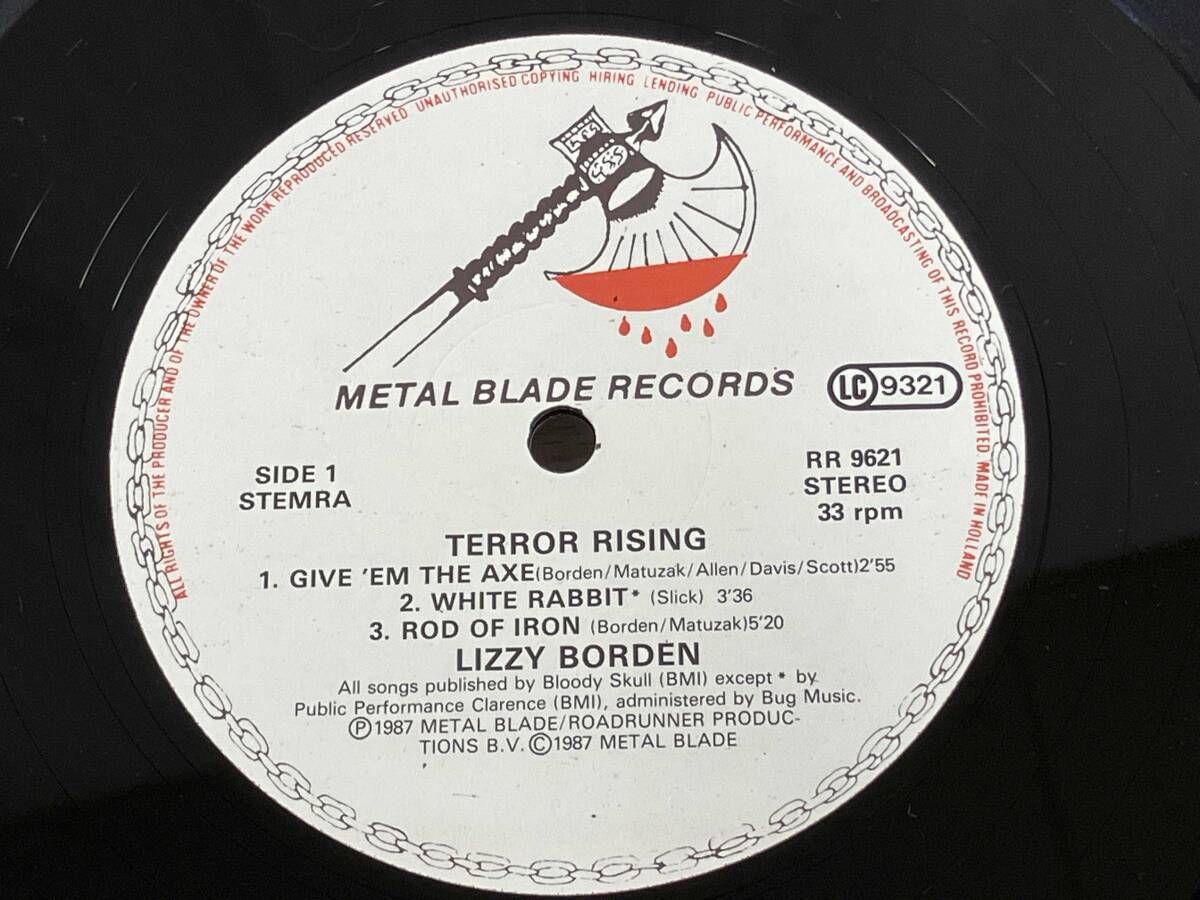 ALL RIGHTS OF THE PRODUCER AND OF THE OWNER OF THE WORK REPRODUCED RESERVED UNAUTHORISED COPYING HIRING LENDING PUBLIC PERFORMANCE AND BROADCASTING OF THIS RECORD PROHIBITED. MADE IN HOLLAND
METAL BLADE RECORDS
LC 9321
SIDE 1
STEMRA
RR 9621
STEREO
33 rpm
TERROR RISING
1. GIVE 'EM THE AXE(Borden/Matuzak/Allen/Davis/Scott)2'55
2. WHITE RABBIT* (Slick) 3'36
3. ROD OF IRON (Borden/Matuzak)5'20
LIZZY BORDEN
All songs published by Bloody Skull (BMI) except * by
Public Performance Clarence (BMI), administered by Bug Music.
Ⓟ1987 METAL BLADE/ROADRUNNER PRODUC-
TIONS B.V. ©1987 METAL BLADE